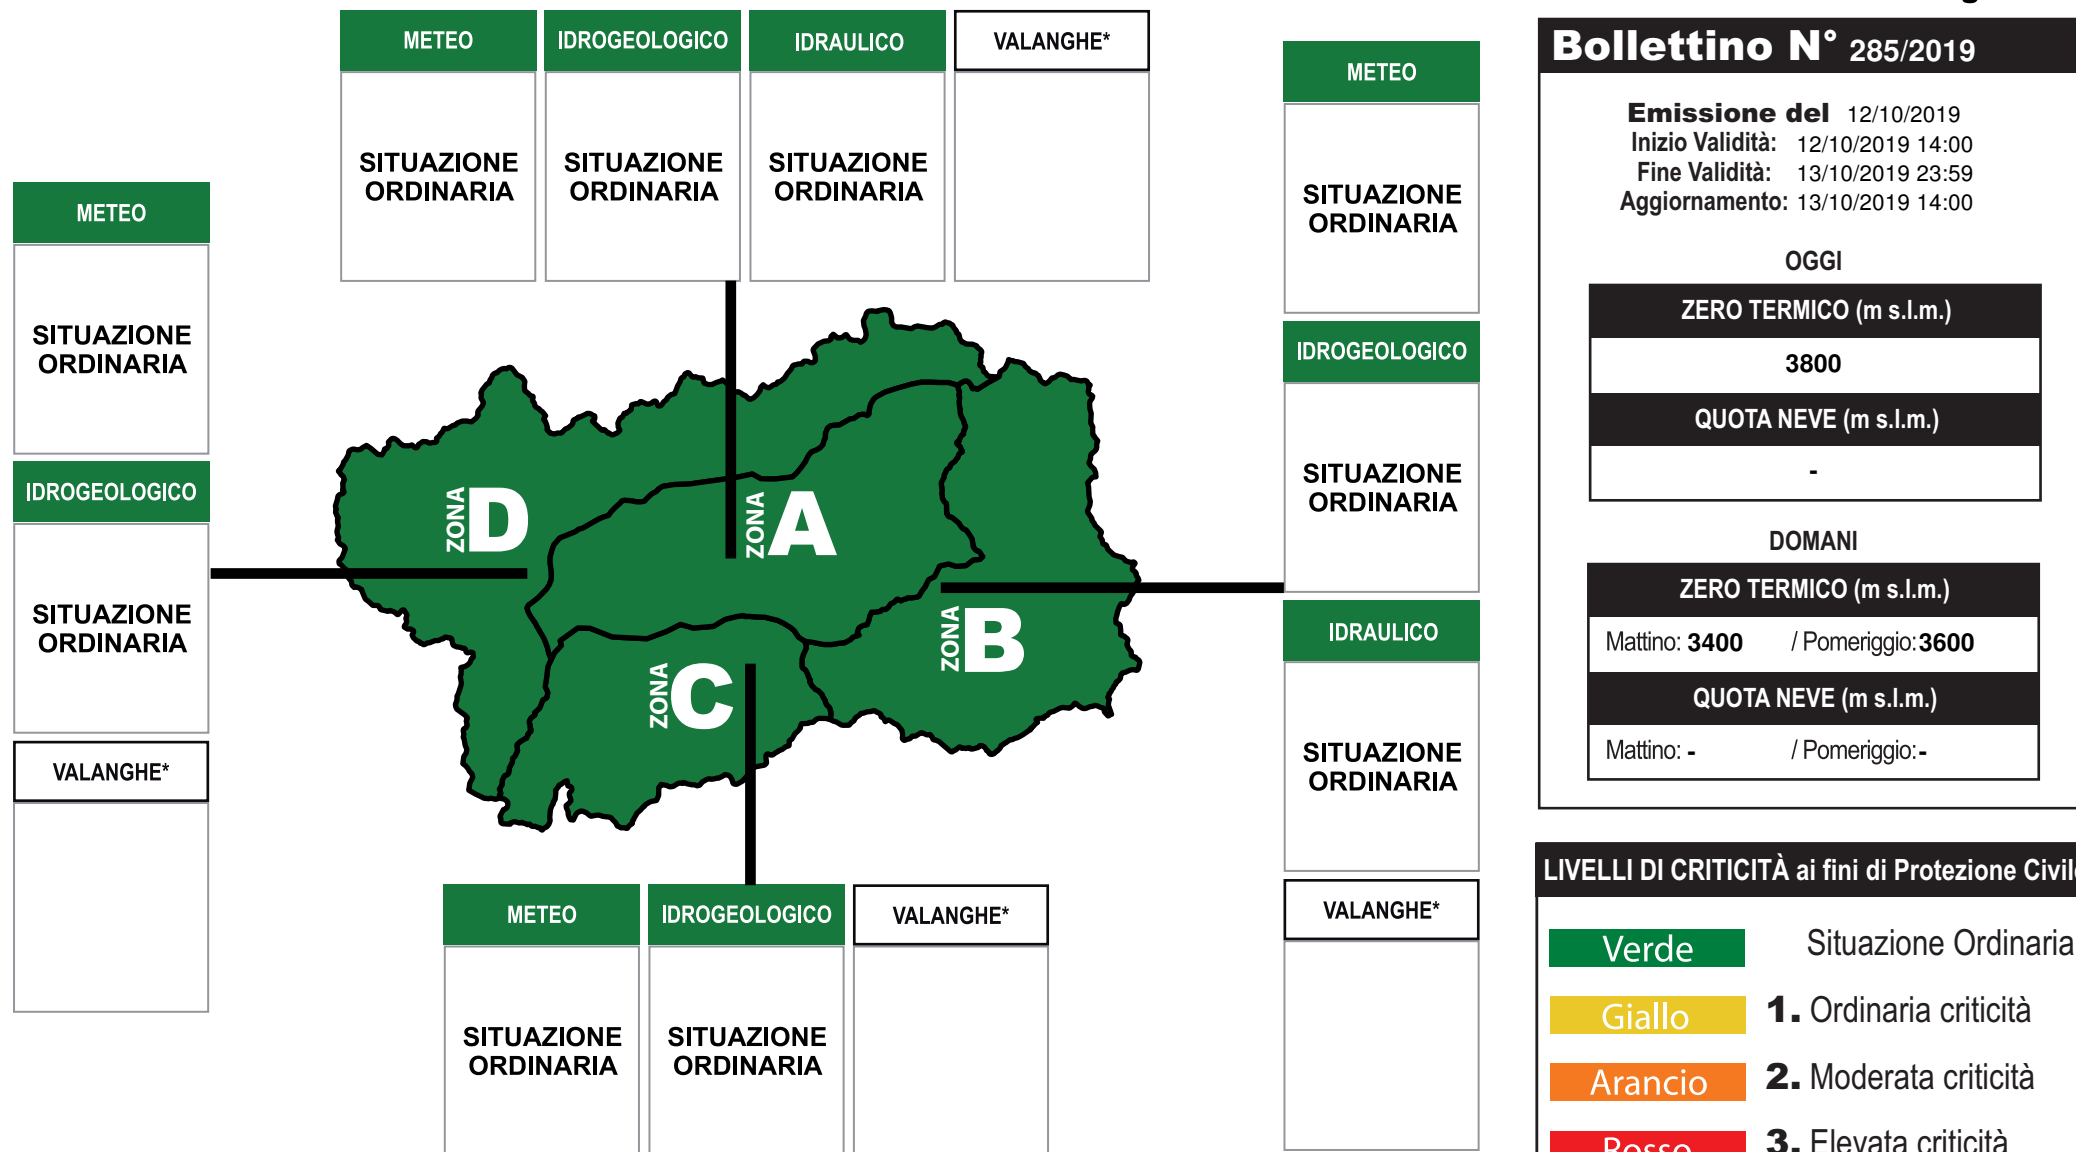 METEO
IDROGEOLOGICO
IDRAULICO
VALANGHE*
SITUAZIONE
ORDINARIA
SITUAZIONE
ORDINARIA
SITUAZIONE
ORDINARIA
METEO
SITUAZIONE
ORDINARIA
IDROGEOLOGICO
SITUAZIONE
ORDINARIA
VALANGHE*
ZONA D
ZONA A
ZONA B
ZONA C
METEO
SITUAZIONE
ORDINARIA
IDROGEOLOGICO
SITUAZIONE
ORDINARIA
IDRAULICO
SITUAZIONE
ORDINARIA
VALANGHE*
METEO
IDROGEOLOGICO
VALANGHE*
SITUAZIONE
ORDINARIA
SITUAZIONE
ORDINARIA
Bollettino N° 285/2019
Emissione del 12/10/2019
Inizio Validità: 12/10/2019 14:00
Fine Validità: 13/10/2019 23:59
Aggiornamento: 13/10/2019 14:00
OGGI
ZERO TERMICO (m s.l.m.)
3800
QUOTA NEVE (m s.l.m.)
-
DOMANI
ZERO TERMICO (m s.l.m.)
Mattino: 3400 / Pomeriggio: 3600
QUOTA NEVE (m s.l.m.)
Mattino: - / Pomeriggio: -
LIVELLI DI CRITICITÀ ai fini di Protezione Civile
Verde Situazione Ordinaria
Giallo 1. Ordinaria criticità
Arancio 2. Moderata criticità
Rosso 3. Elevata criticità